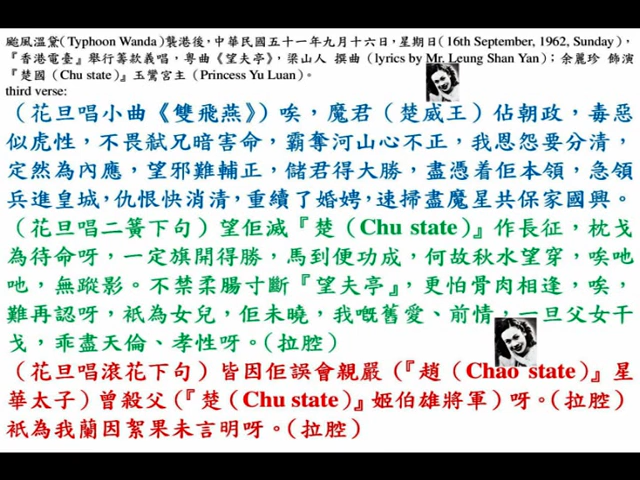 颱風溫黛(Typhoon Wanda)襲港後，中華民國五十一年九月十六日，星期日(16th September, 1962, Sunday)，
『香港電臺』舉行籌款義唱，粵曲《望夫亭》，梁山人 撰曲(lyrics by Mr. Leung Shan Yan)；余麗珍 飾演
『楚國(Chu state)』玉鸞宮主(Princess Yu Luan)。
third verse:
（花旦唱小曲《雙飛燕》）唉，魔君（楚威王）佔朝政，毒惡
似虎性，不畏弒兄暗害命，霸奪河山心不正，我恩怨要分清，
定然為內應，望邪難輔正，儲君得大勝，盡憑着佢本領，急領
兵進皇城，仇恨快消清，重續了婚娉，速掃盡魔星共保家國興。
（花旦唱二簧下句）望佢滅『楚（Chu state）』作長征，枕戈
為待命呀，一定旗開得勝，馬到便功成，何故秋水望穿，唉吔
吔，無蹤影。不禁柔腸寸斷『望夫亭』，更怕骨肉相逢，唉，
難再認呀，衹為女兒，佢未曉，我嘅舊愛、前情，一旦父女干
戈，乖盡天倫、孝性呀。（拉腔）
（花旦唱滾花下句）皆因佢誤會親嚴（『趙（Chao state）』星
華太子）曾殺父（『楚（Chu state）』姬伯雄將軍）呀。（拉腔）
衹為我蘭因絮果未言明呀。（拉腔）